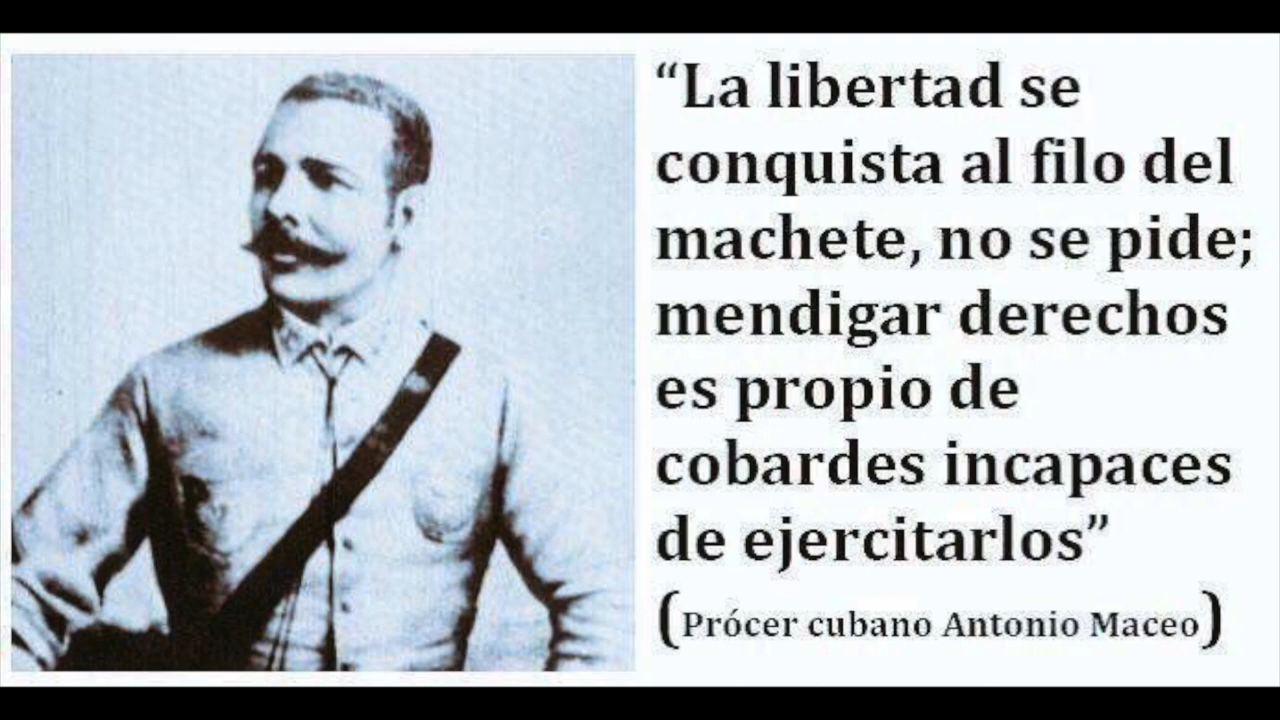 “La libertad se
conquista al filo del
machete, no se pide;
mendigar derechos
es propio de
cobardes incapaces
de ejercitarlos”
(Prócer cubano Antonio Maceo)